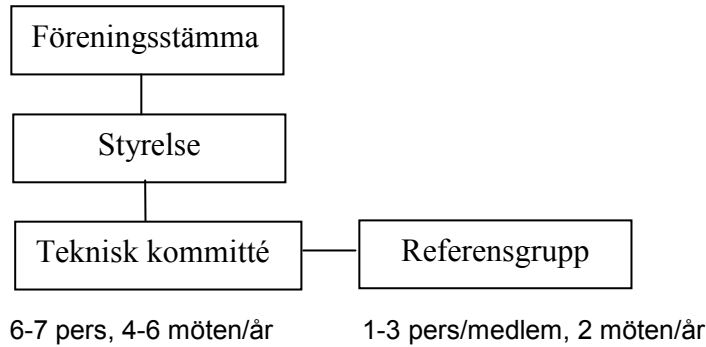 Föreningsstämma
Styrelse
Teknisk kommitté
Referensgrupp
6-7 pers, 4-6 möten/år
1-3 pers/medlem, 2 möten/år